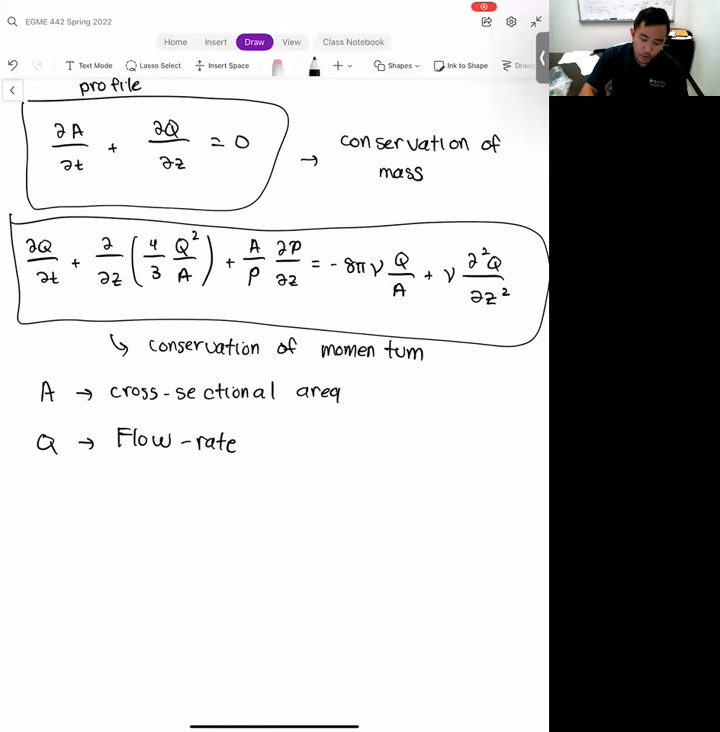 EGME 442 Spring 2022
Home Insert Draw View Class Notebook
T Text Mode Lasso Select Insert Space Shapes Ink to Shape Draw
profile
∂A/∂t + ∂Q/∂z = 0 → conservation of
mass
∂Q/∂t + ∂/∂z (4/3 Q²/A) + A/ρ ∂P/∂z = - 8πν Q/A + ν ∂²Q/∂z²
↳ conservation of momentum
A → cross-sectional area
Q → Flow-rate